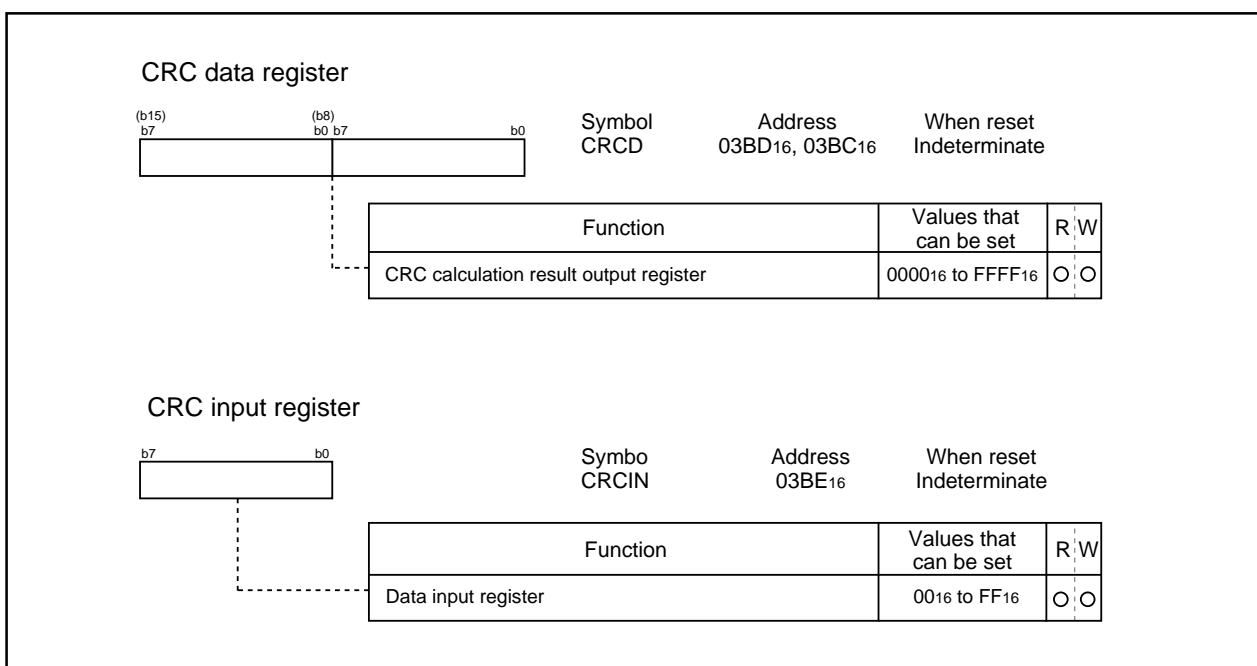 CRC data register
(b15) (b8)
b7 b0 b7 b0
Symbol Address When reset
CRCD 03BD16, 03BC16 Indeterminate
Function Values that can be set R W
CRC calculation result output register 000016 to FFFF16 O O
CRC input register
b7 b0
Symbo Address When reset
CRCIN 03BE16 Indeterminate
Function Values that can be set R W
Data input register 0016 to FF16 O O